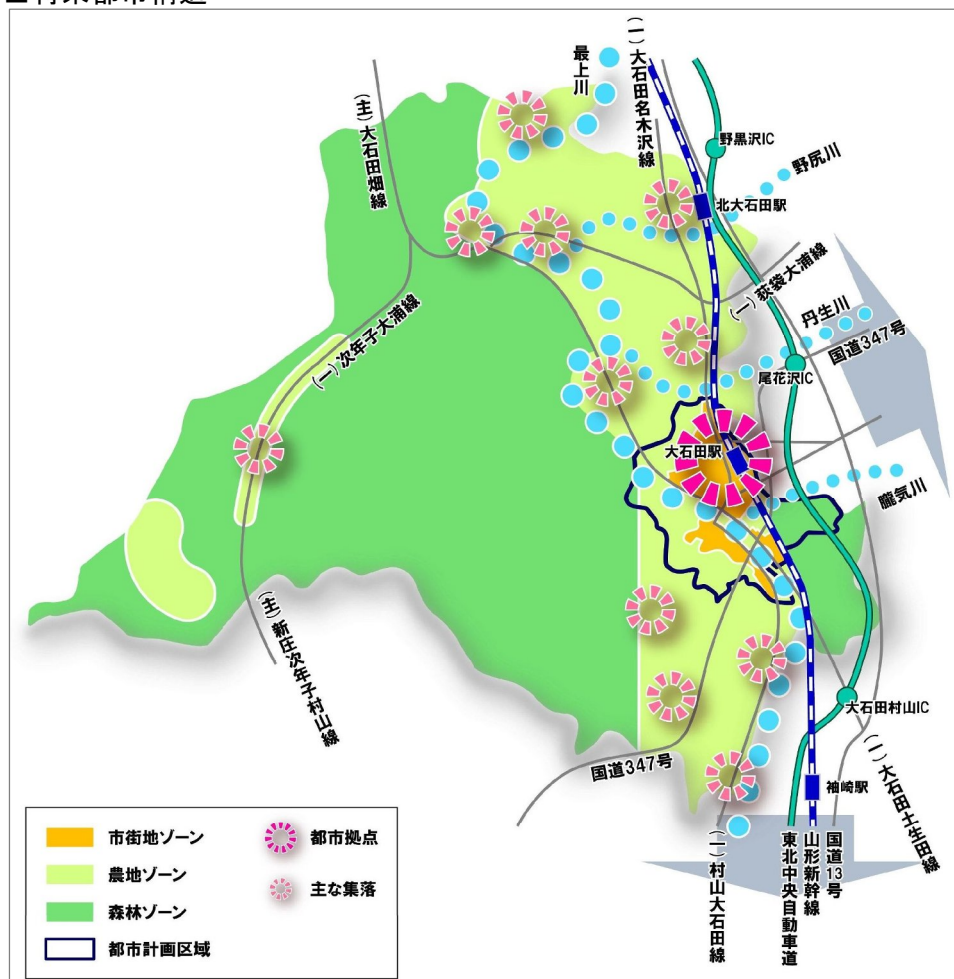 ■将来都市構造
最上川
(一)大石田名木沢線
(主)大石田畑線
野黒沢IC
野尻川
北大石田駅
(一)荻袋大浦線
丹生川
国道347号
(一)次年子大浦線
尾花沢IC
大石田駅
朧気川
(主)新庄次年子村山線
大石田村山IC
国道347号
袖崎駅
(一)大石田土生田線
(一)村山大石田線
東北中央自動車道
山形新幹線
国道13号
市街地ゾーン
農地ゾーン
森林ゾーン
都市計画区域
都市拠点
主な集落